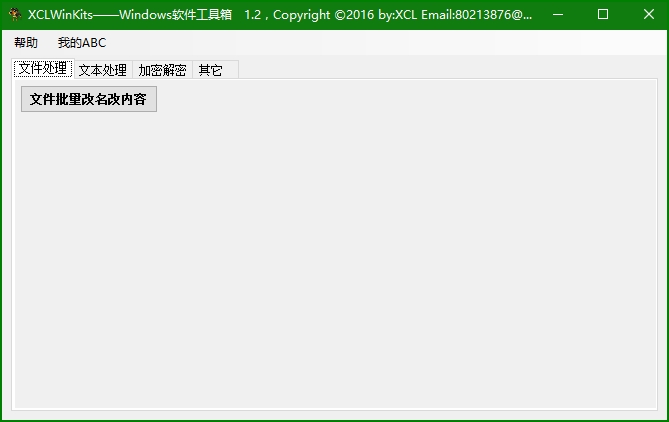 XCLWinKits——Windows软件工具箱 1.2，Copyright ©2016 by:XCL Email:80213876@...
帮助 我的ABC
文件处理 文本处理 加密解密 其它
文件批量改名改内容